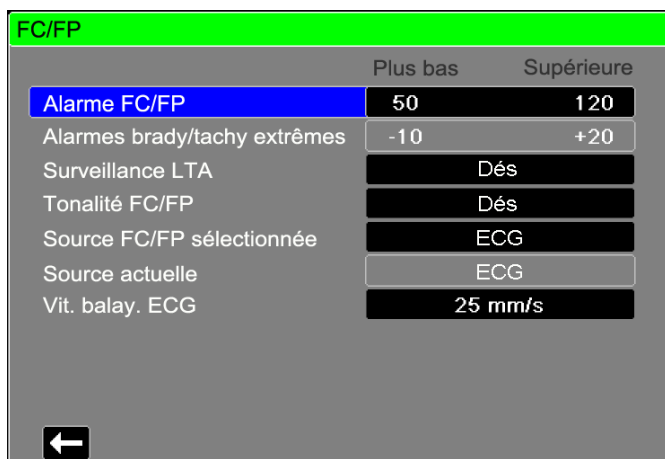 FC/FP
Plus bas Supérieure
Alarme FC/FP 50 120
Alarmes brady/tachy extrêmes -10 +20
Surveillance LTA Dés
Tonalité FC/FP Dés
Source FC/FP sélectionnée ECG
Source actuelle ECG
Vit. balay. ECG 25 mm/s